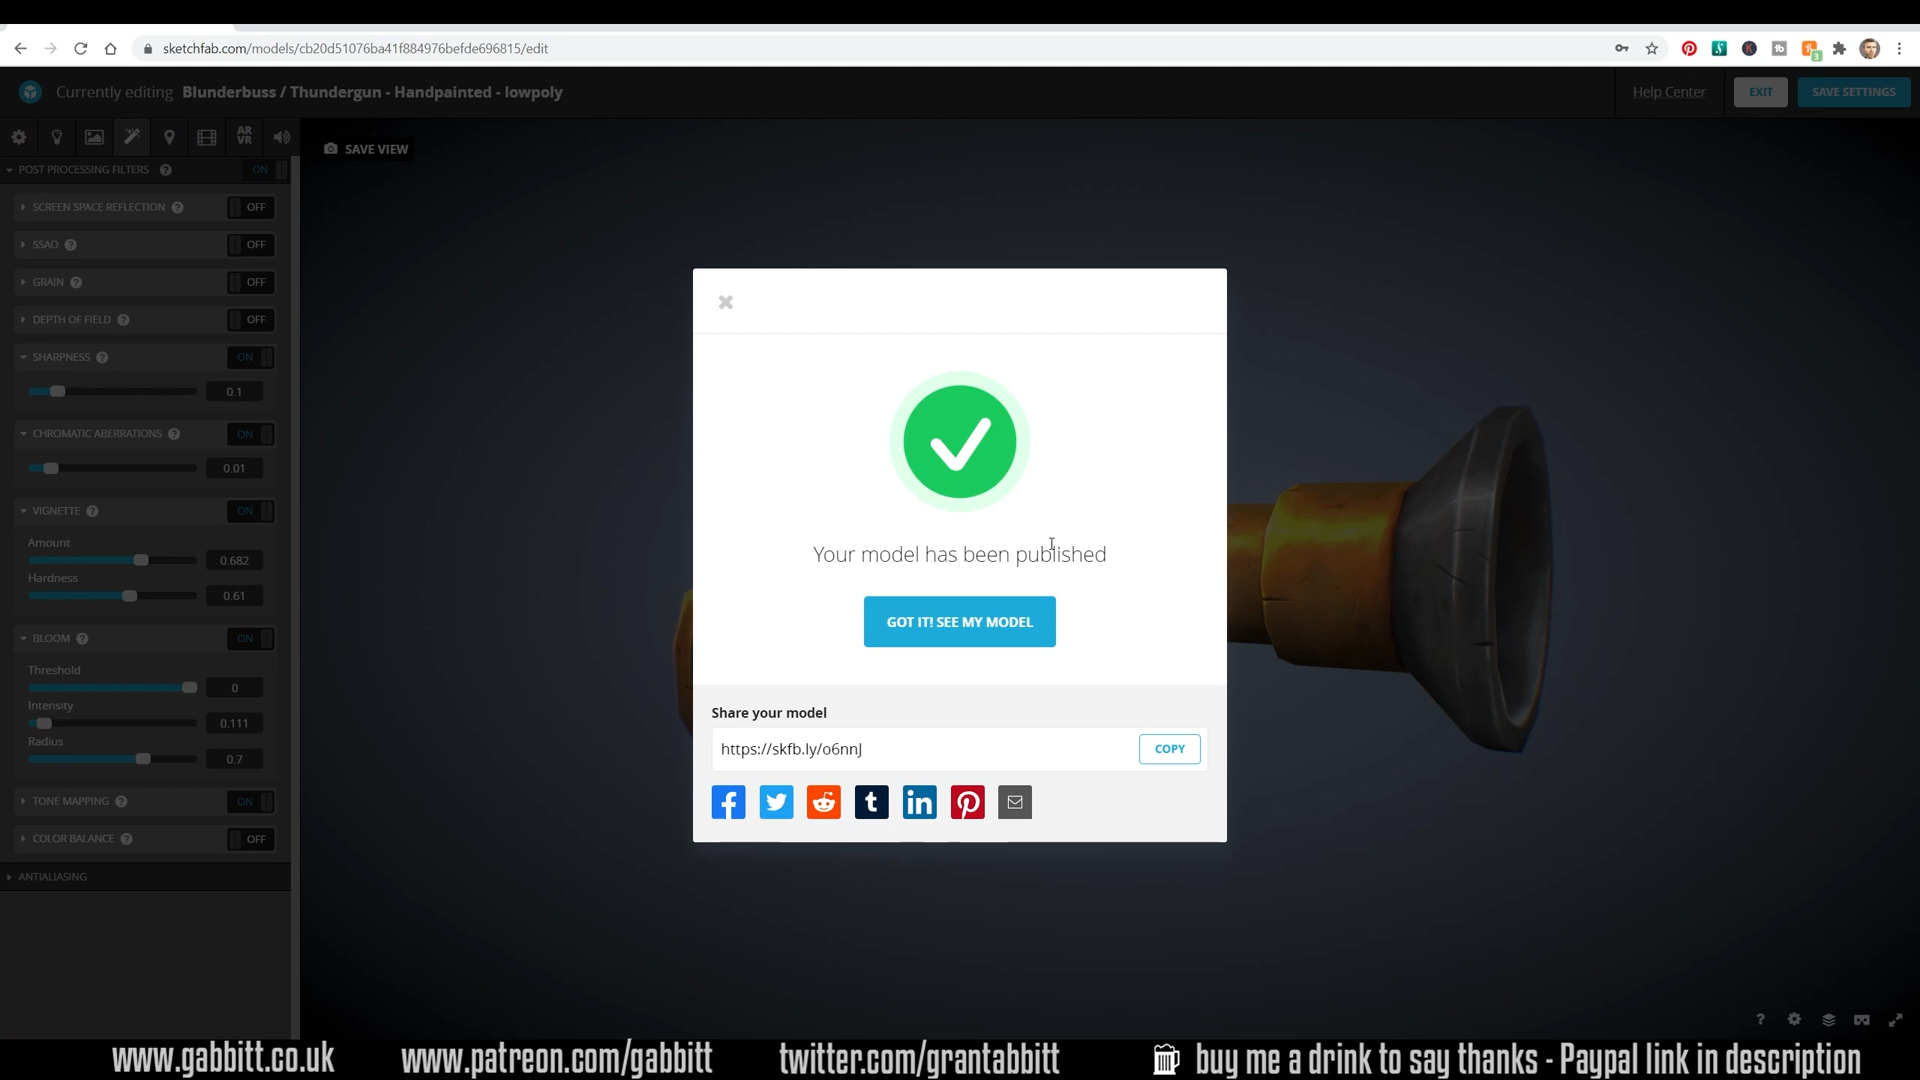 sketchfab.com/models/cb20d51076ba41f884976befde696815/edit
3
Currently editing Blunderbuss / Thundergun - Handpainted - lowpoly
Help Center
EXIT
SAVE SETTINGS
AR
VR
SAVE VIEW
POST PROCESSING FILTERS ? ON
SCREEN SPACE REFLECTION ? OFF
SSAO ? OFF
GRAIN ? OFF
DEPTH OF FIELD ? OFF
SHARPNESS ? ON
0.1
CHROMATIC ABERRATIONS ? ON
0.01
VIGNETTE ? ON
Amount
0.682
Hardness
0.61
BLOOM ? ON
Threshold
0
Intensity
0.111
Radius
0.7
TONE MAPPING ? ON
COLOR BALANCE ? OFF
ANTIALIASING
Your model has been published
GOT IT! SEE MY MODEL
Share your model
https://skfb.ly/o6nnJ
COPY
www.gabbitt.co.uk
www.patreon.com/gabbitt
twitter.com/grantabbitt
buy me a drink to say thanks - Paypal link in description